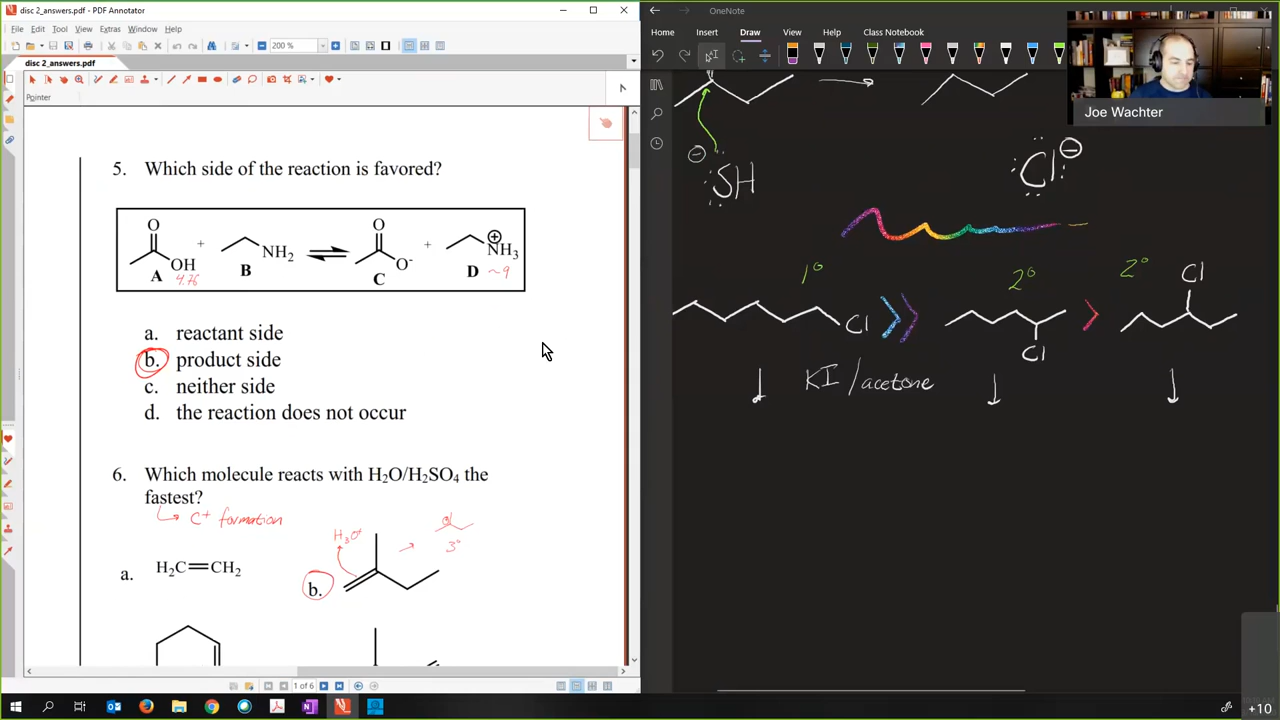 disc 2_answers.pdf - PDF Annotator
File Edit Tool View Extras Window Help
200 %
disc 2_answers.pdf
Pointer
5. Which side of the reaction is favored?
O
OH
A
4.76
+
NH2
B
O
O-
C
+
NH3
D
~9
a. reactant side
b. product side
c. neither side
d. the reaction does not occur
6. Which molecule reacts with H2O/H2SO4 the
fastest?
C+ formation
H3O+
3°
a. H2C=CH2
b.
1 of 6
OneNote
Home Insert Draw View Help Class Notebook
Joe Wachter
SH
Cl
1°
2°
2°
Cl
Cl
Cl
KI/acetone
+10